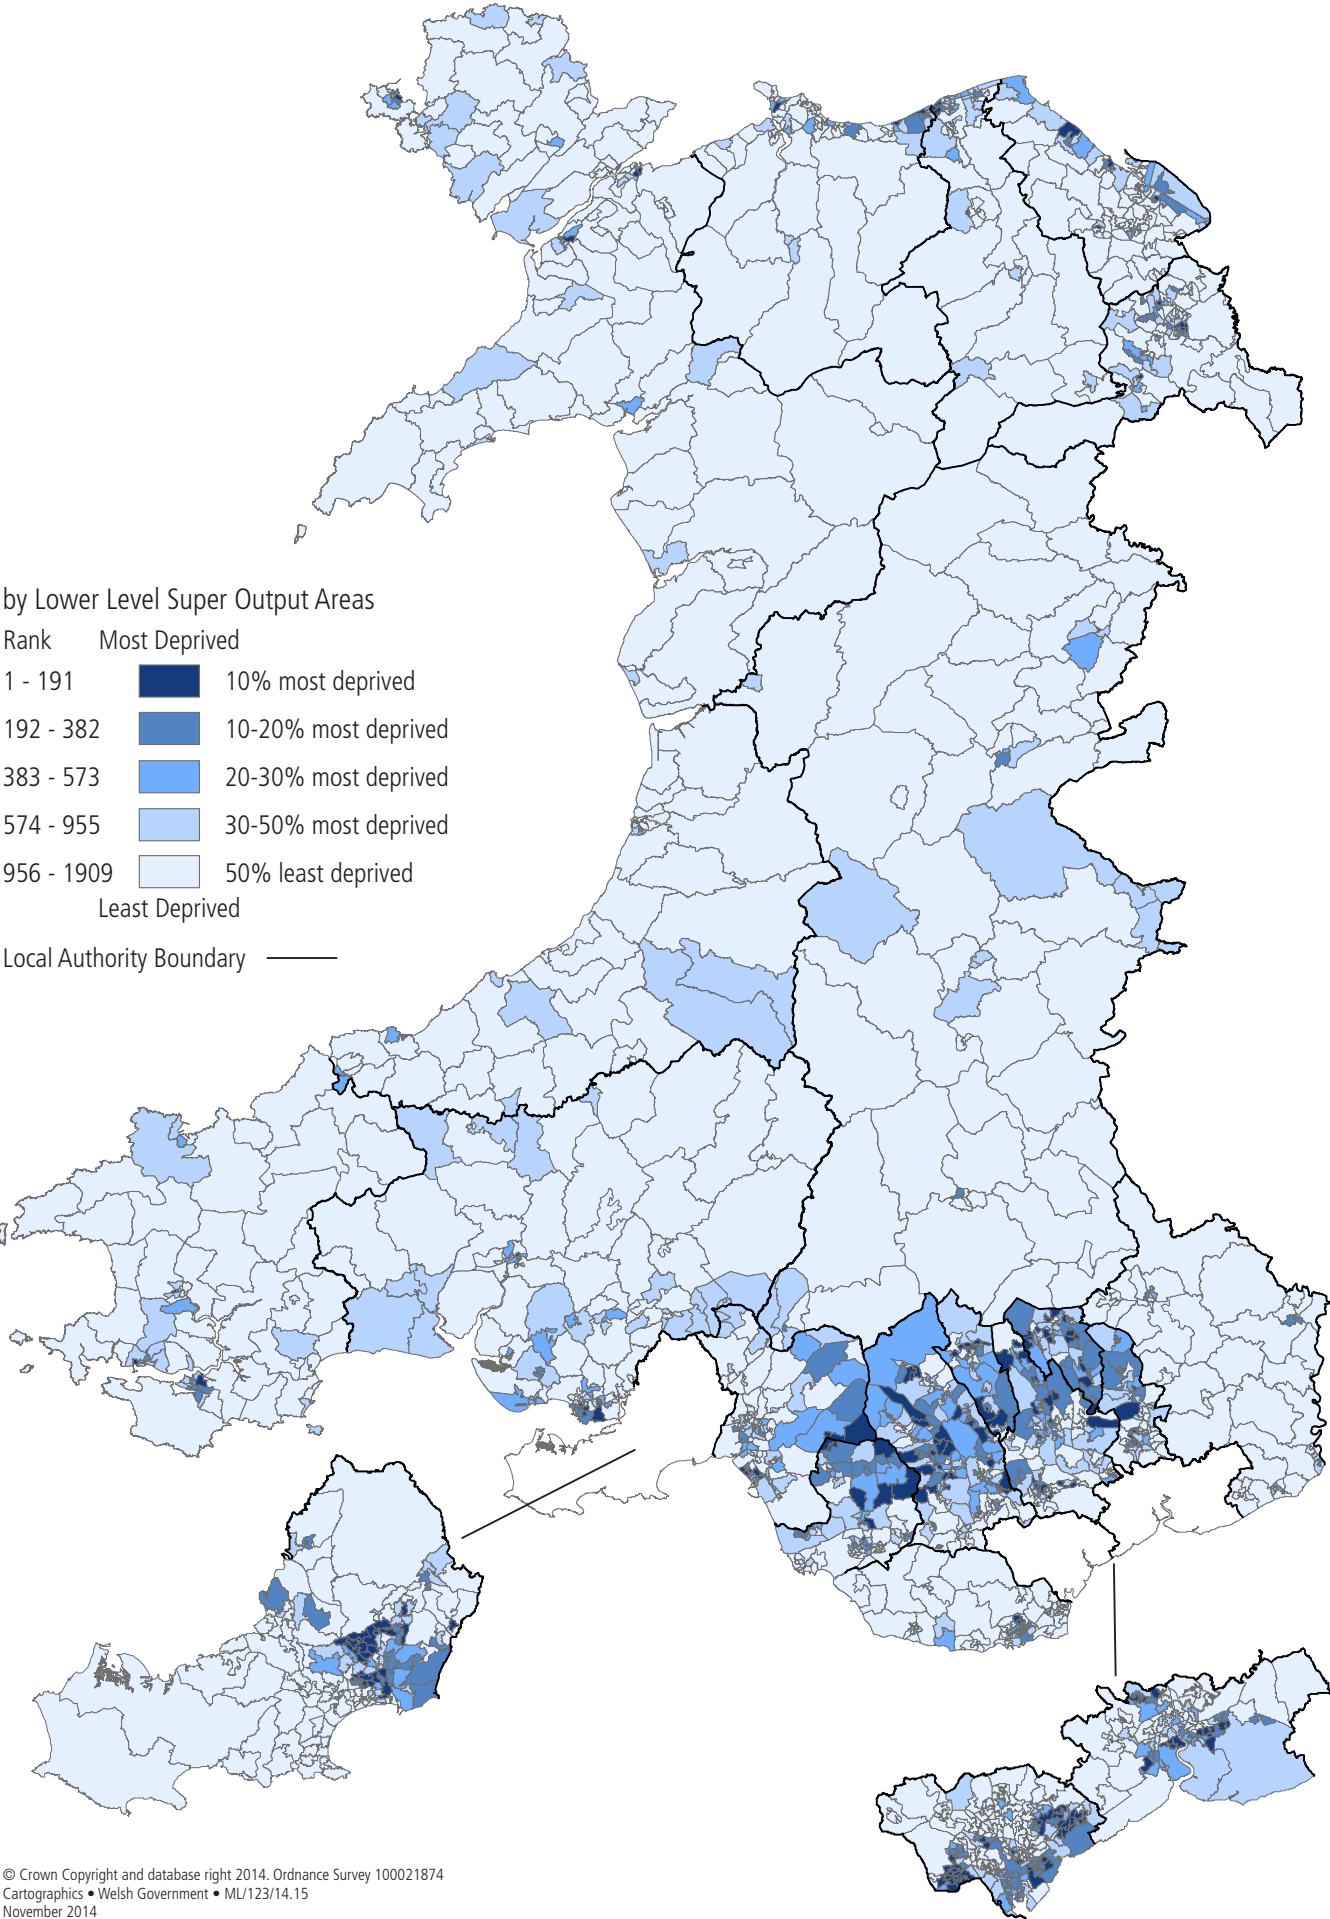 by Lower Level Super Output Areas
Rank Most Deprived
1 - 191 10% most deprived
192 - 382 10-20% most deprived
383 - 573 20-30% most deprived
574 - 955 30-50% most deprived
956 - 1909 50% least deprived
Least Deprived
Local Authority Boundary
© Crown Copyright and database right 2014. Ordnance Survey 100021874
Cartographics • Welsh Government • ML/123/14.15
November 2014